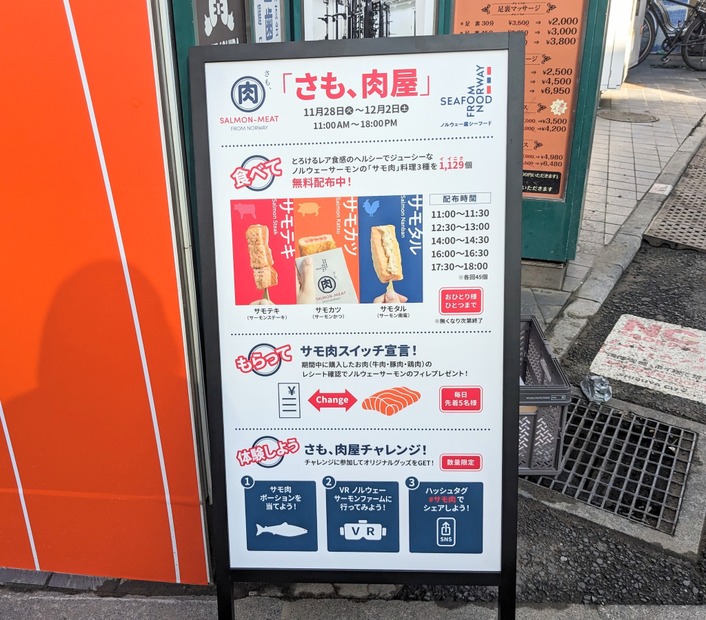 さも、
肉
SALMON-MEAT
FROM NORWAY
「さも、肉屋」
11月28日㊋〜12月2日㊏
11:00AM〜18:00PM
SEAFOOD
FROM
NORWAY
ノルウェー産シーフード
食べて
とろけるレア食感のヘルシーでジューシーな
ノルウェーサーモンの「サモ肉」料理3種を1,129個
イイニク
無料配布中！
サモテキ
Salmon Steak
サモカツ
Salmon Katsu
サモタル
Salmon Nanban
肉
SALMON-MEAT
サモテキ
（サーモンステーキ）
サモカツ
（サーモンかつ）
サモタル
（サーモン南蛮）
配布時間
11:00〜11:30
12:30〜13:00
14:00〜14:30
16:00〜16:30
17:30〜18:00
※各回45個
おひとり様
ひとつまで
※無くなり次第終了
もらって
サモ肉スイッチ宣言！
期間中に購入したお肉（牛肉・豚肉・鶏肉）の
レシート確認でノルウェーサーモンのフィレプレゼント！
¥
Change
毎日
先着5名様
体験しよう
さも、肉屋チャレンジ！
チャレンジに参加してオリジナルグッズをGET！
数量限定
1
サモ肉
ポーションを
当てよう！
2
VR ノルウェー
サーモンファームに
行ってみよう！
VR
3
ハッシュタグ
#サモ肉で
シェアしよう！
SNS
足裏マッサージ
足裏30分 ¥3,500→¥2,000
→¥3,000
→¥3,800
→¥2,500
→¥4,500
→¥6,950
→¥3,500
→¥4,200
→¥4,980
→¥6,480